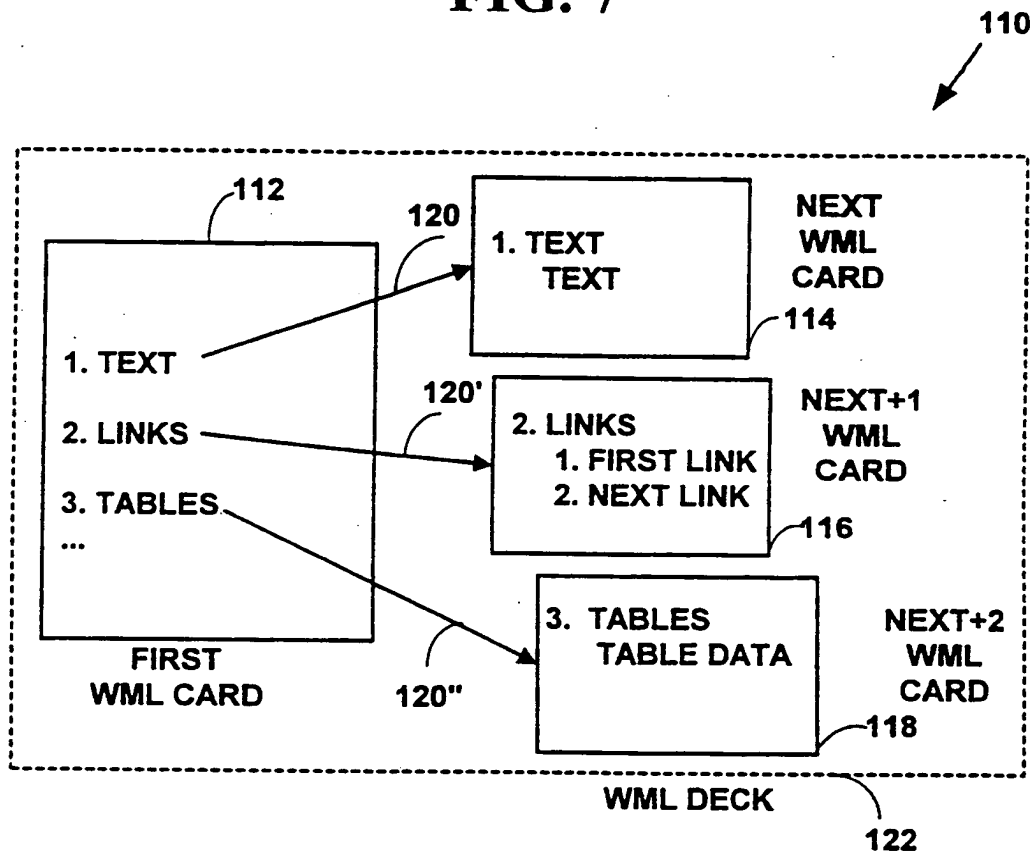 FIG. 7
110
112
120
1. TEXT
TEXT
NEXT
WML
CARD
114
1. TEXT
2. LINKS
3. TABLES
...
120'
2. LINKS
1. FIRST LINK
2. NEXT LINK
NEXT+1
WML
CARD
116
3. TABLES
TABLE DATA
NEXT+2
WML
CARD
118
FIRST
WML CARD
120"
WML DECK
122